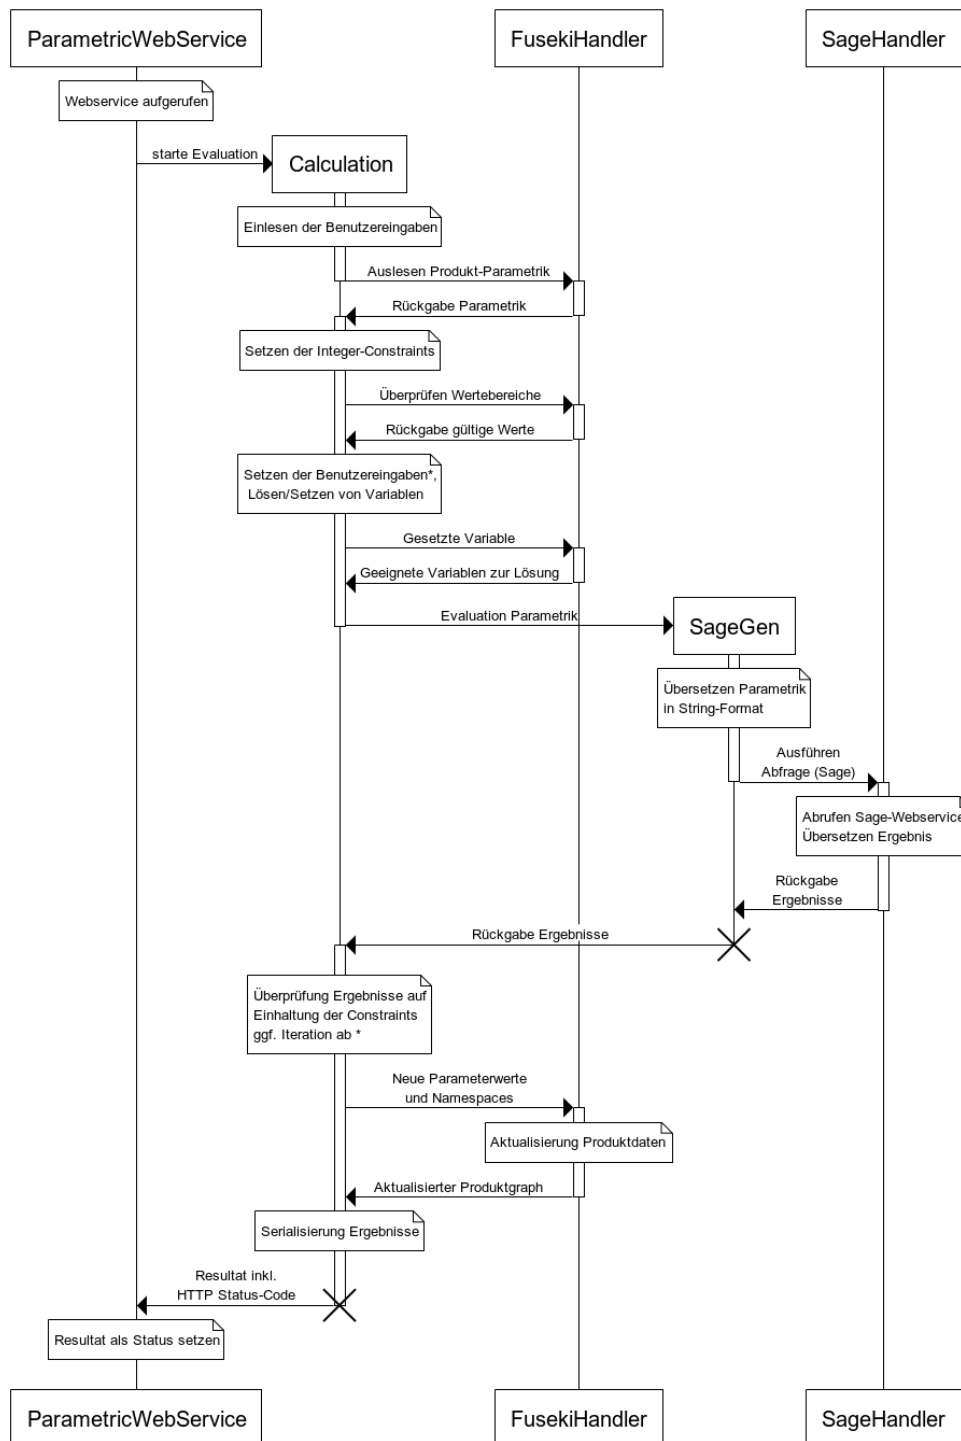 ParametricWebService
FusekiHandler
SageHandler
Webservice aufgerufen
starte Evaluation
Calculation
Einlesen der Benutzereingaben
Auslesen Produkt-Parametrik
Rückgabe Parametrik
Setzen der Integer-Constraints
Überprüfen Wertebereiche
Rückgabe gültige Werte
Setzen der Benutzereingaben*,
Lösen/Setzen von Variablen
Gesetzte Variable
Geeignete Variablen zur Lösung
Evaluation Parametrik
SageGen
Übersetzen Parametrik
in String-Format
Ausführen
Abfrage (Sage)
Abrufen Sage-Webservice
Übersetzen Ergebnis
Rückgabe
Ergebnisse
Rückgabe Ergebnisse
Überprüfung Ergebnisse auf
Einhaltung der Constraints
ggf. Iteration ab *
Neue Parameterwerte
und Namespaces
Aktualisierung Produktdaten
Aktualisierter Produktgraph
Serialisierung Ergebnisse
Resultat inkl.
HTTP Status-Code
Resultat als Status setzen
ParametricWebService
FusekiHandler
SageHandler